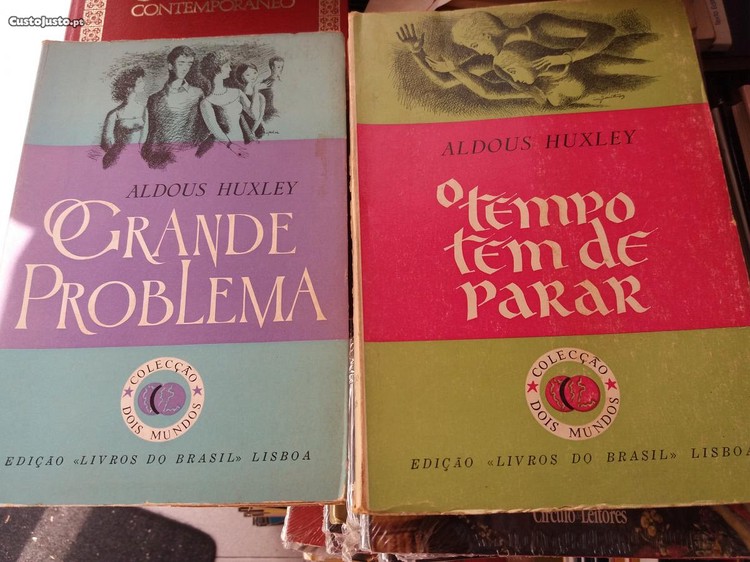 CustoJusto.pt
CONTEMPORÂNEO
ALDOUS HUXLEY
O GRANDE
PROBLEMA
COLECÇÃO
DOIS MUNDOS
EDIÇÃO «LIVROS DO BRASIL» LISBOA
ALDOUS HUXLEY
O tempo
tem de
parar
COLECÇÃO
DOIS MUNDOS
EDIÇÃO «LIVROS DO BRASIL» LISBOA
Círculo Leitores